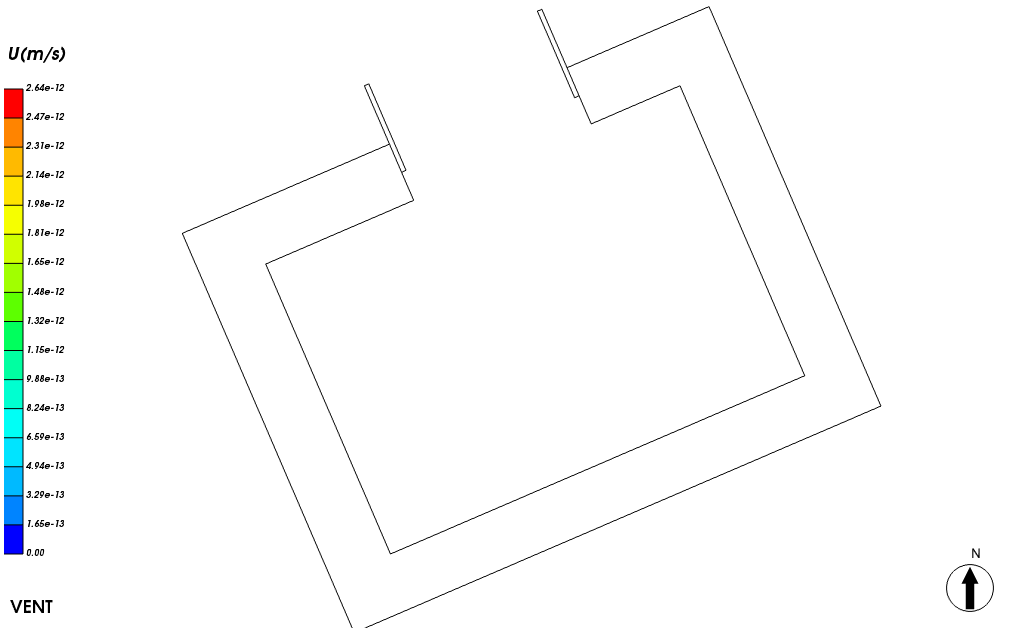 U(m/s)
2.64e-12
2.47e-12
2.31e-12
2.14e-12
1.98e-12
1.81e-12
1.65e-12
1.48e-12
1.32e-12
1.15e-12
9.88e-13
8.24e-13
6.59e-13
4.94e-13
3.29e-13
1.65e-13
0.00
N
VENT